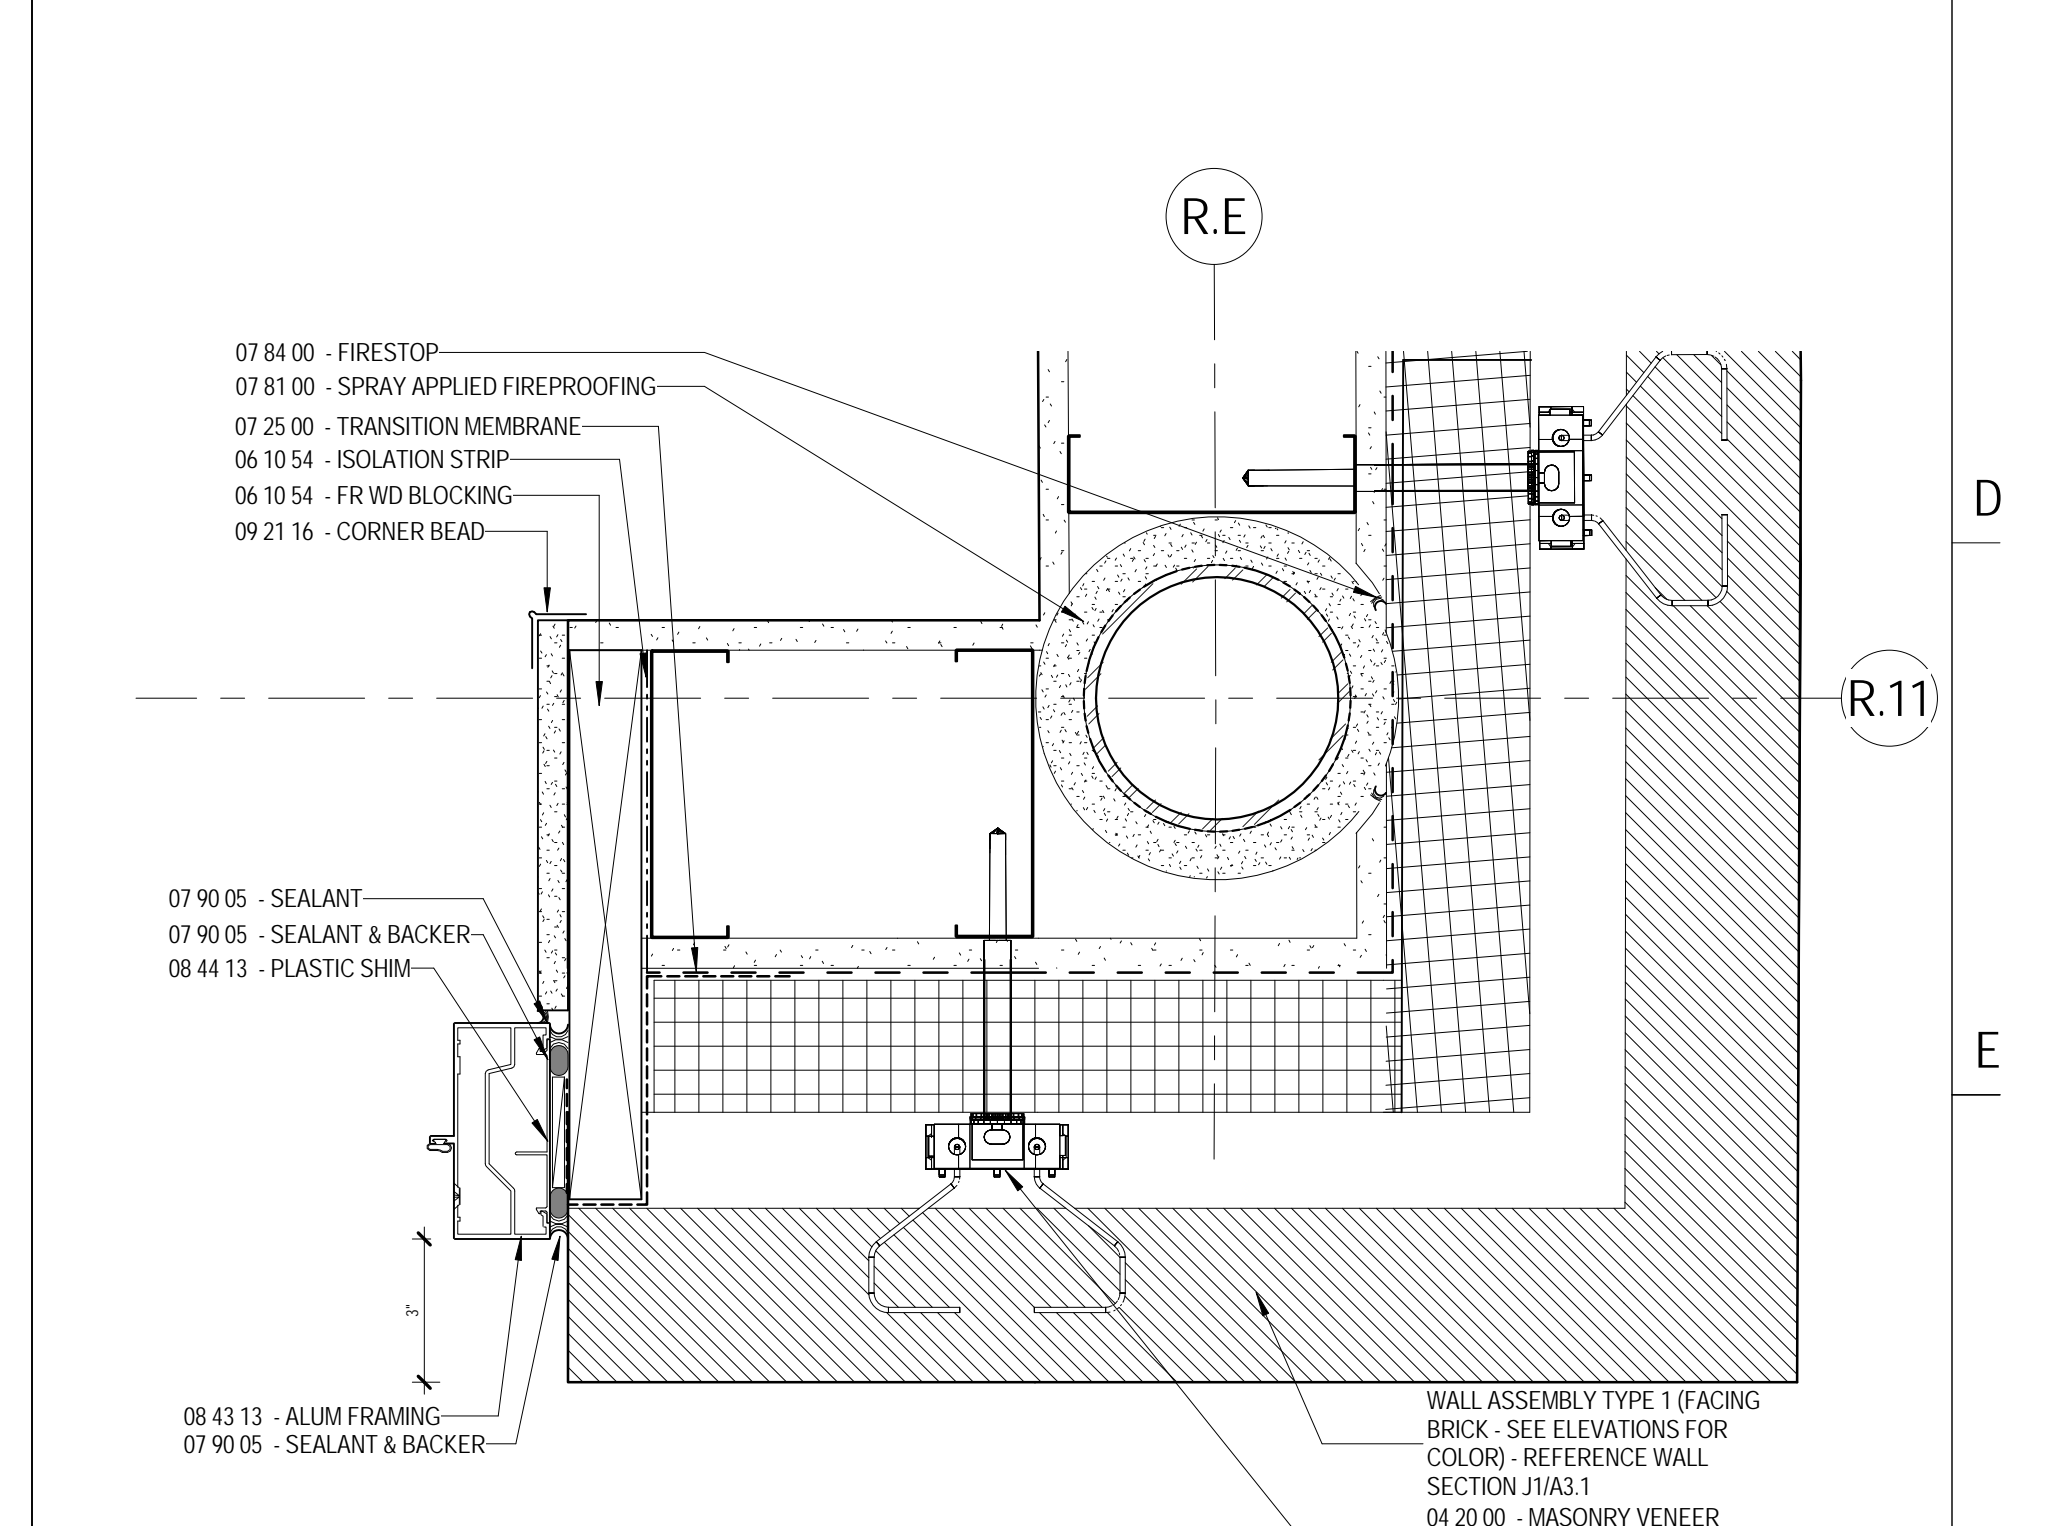 R.E
07 84 00 - FIRESTOP
07 81 00 - SPRAY APPLIED FIREPROOFING
07 25 00 - TRANSITION MEMBRANE
06 10 54 - ISOLATION STRIP
06 10 54 - FR WD BLOCKING
09 21 16 - CORNER BEAD
D
R.11
07 90 05 - SEALANT
07 90 05 - SEALANT & BACKER
08 44 13 - PLASTIC SHIM
E
3"
08 43 13 - ALUM FRAMING
07 90 05 - SEALANT & BACKER
WALL ASSEMBLY TYPE 1 (FACING
BRICK - SEE ELEVATIONS FOR
COLOR) - REFERENCE WALL
SECTION J1/A3.1
04 20 00 - MASONRY VENEER